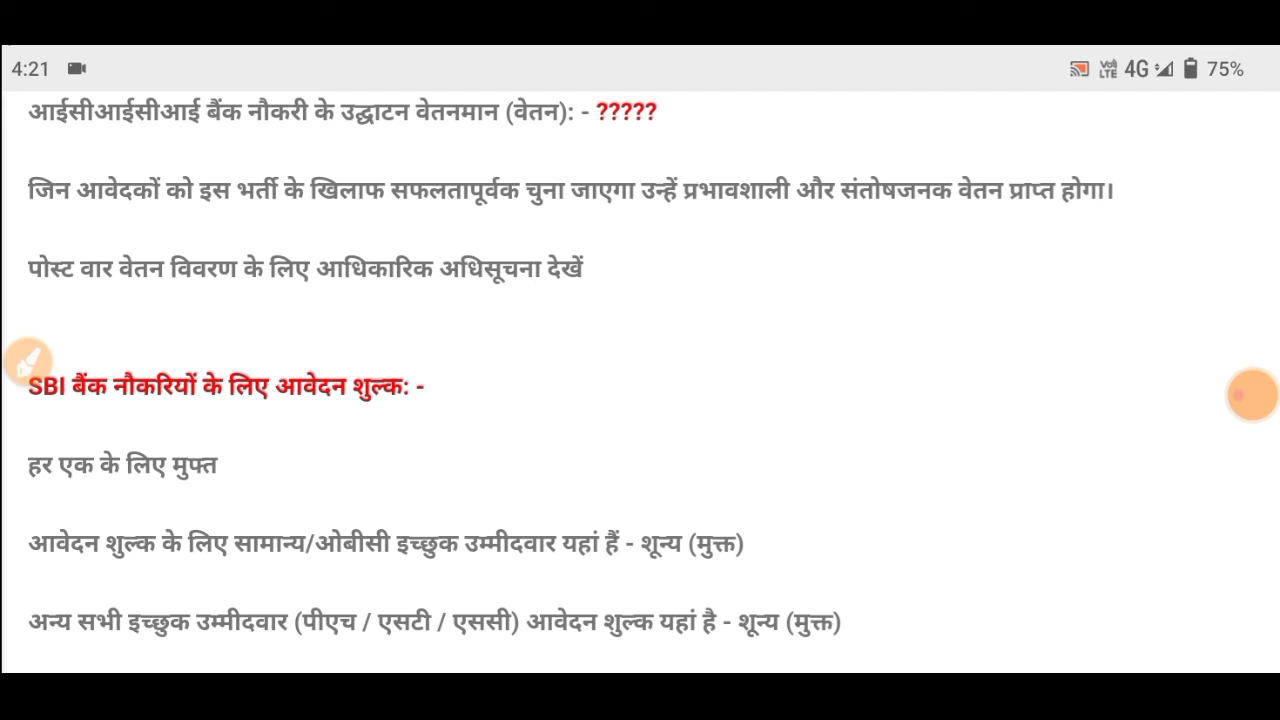 4:21 Vo) LTE 4G 75%
आईसीआईसीआई बैंक नौकरी के उद्घाटन वेतनमान (वेतन): - ?????
जिन आवेदकों को इस भर्ती के खिलाफ सफलतापूर्वक चुना जाएगा उन्हें प्रभावशाली और संतोषजनक वेतन प्राप्त होगा।
पोस्ट वार वेतन विवरण के लिए आधिकारिक अधिसूचना देखें
SBI बैंक नौकरियों के लिए आवेदन शुल्क: -
हर एक के लिए मुफ्त
आवेदन शुल्क के लिए सामान्य/ओबीसी इच्छुक उम्मीदवार यहां हैं - शून्य (मुक्त)
अन्य सभी इच्छुक उम्मीदवार (पीएच / एसटी / एससी) आवेदन शुल्क यहां है - शून्य (मुक्त)